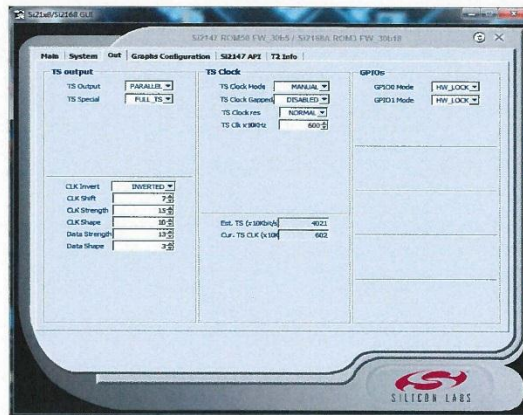 Si21x8/Si2168 GUI
Si2147 ROM50 FW_30b5 / Si2168A ROM3 FW_30b18
Main System Out Graphs Configuration Si2147 API T2 Info
TS output
TS Output PARALLEL
TS Special FULL_TS
CLK Invert INVERTED
CLK Shift 7
CLK Strength 15
CLK Shape 10
Data Strength 13
Data Shape 3
TS Clock
TS Clock Mode MANUAL
TS Clock Gapped, DISABLED
TS Clock res NORMAL
TS Clk x10KHz 600
Est. TS (x10Kbit/s) 4021
Cur. TS CLK (x10K 602
GPIOs
GPIO0 Mode HW_LOCK
GPIO1 Mode HW_LOCK
SILICON LABS